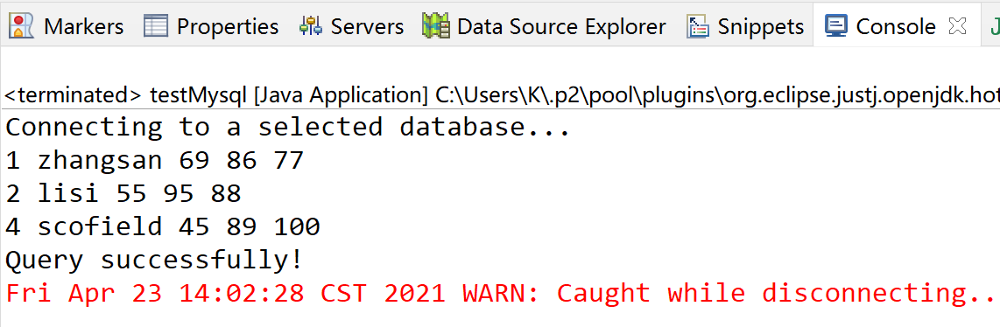 Markers Properties Servers Data Source Explorer Snippets Console
<terminated> testMysql [Java Application] C:\Users\K\.p2\pool\plugins\org.eclipse.justj.openjdk.hot
Connecting to a selected database...
1 zhangsan 69 86 77
2 lisi 55 95 88
4 scofield 45 89 100
Query successfully!
Fri Apr 23 14:02:28 CST 2021 WARN: Caught while disconnecting..